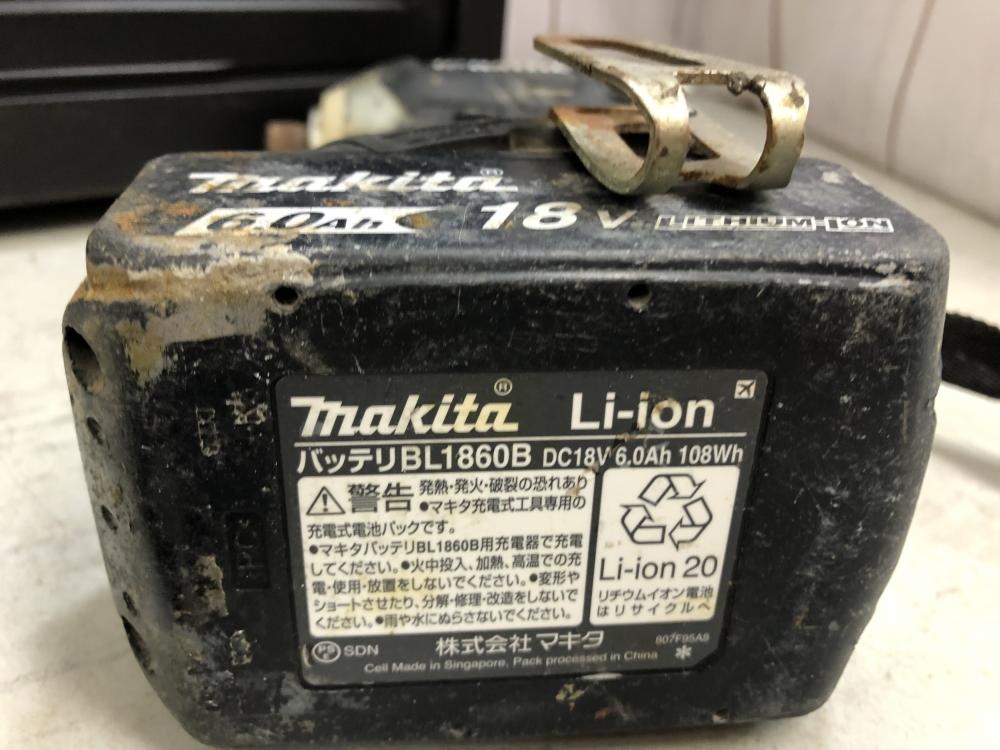 makita®
6.0Ah 18V LITHIUM-ION
makita® Li-ion
バッテリBL1860B DC18V 6.0Ah 108Wh
警告 発熱・発火・破裂の恐れあり
●マキタ充電式工具専用の
充電式電池パックです。
●マキタバッテリBL1860B用充電器で充電
してください。●火中投入、加熱、高温での充
電・使用・放置をしないでください。●変形や
ショートさせたり、分解・修理・改造をしないで
ください。●雨や水にぬらさないでください。
Li-ion 20
リチウムイオン電池
はリサイクルへ
株式会社 マキタ
807F95A8
PSE SDN
Cell Made in Singapore, Pack processed in China *